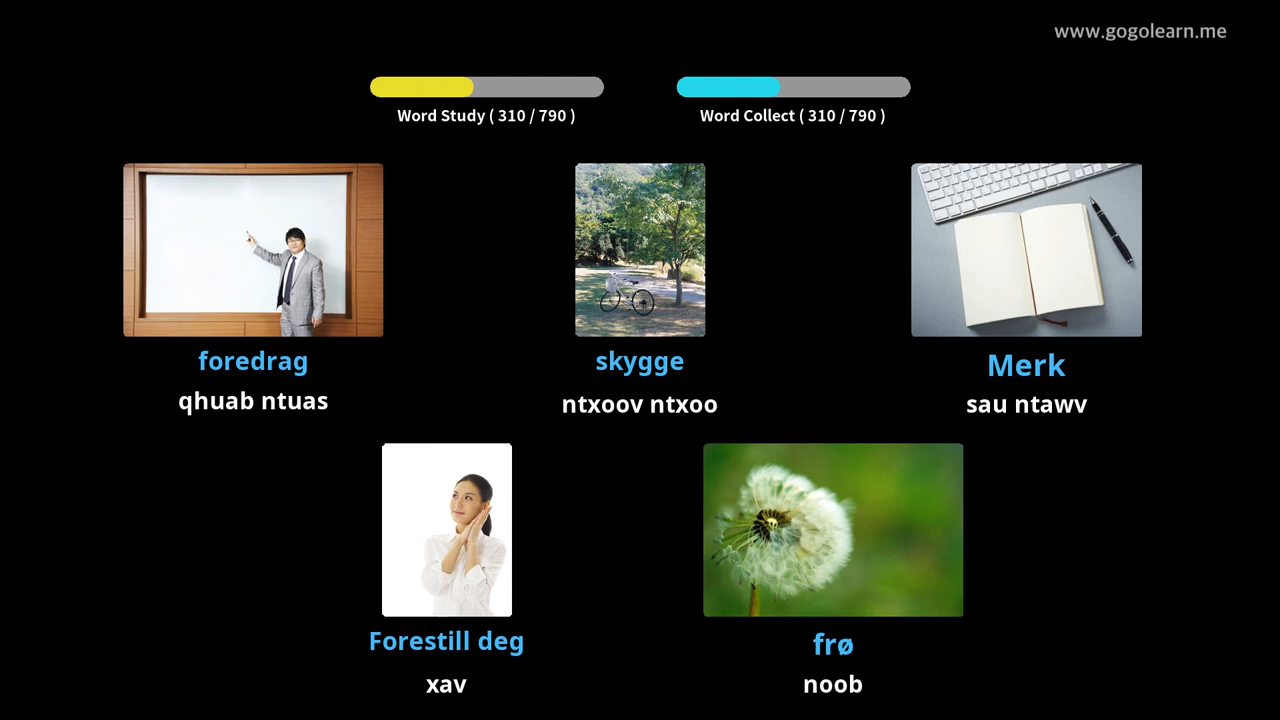 www.gogolearn.me
Word Study ( 310 / 790 )
Word Collect ( 310 / 790 )
foredrag
qhuab ntuas
skygge
ntxoov ntxoo
Merk
sau ntawv
Forestill deg
xav
frø
noob